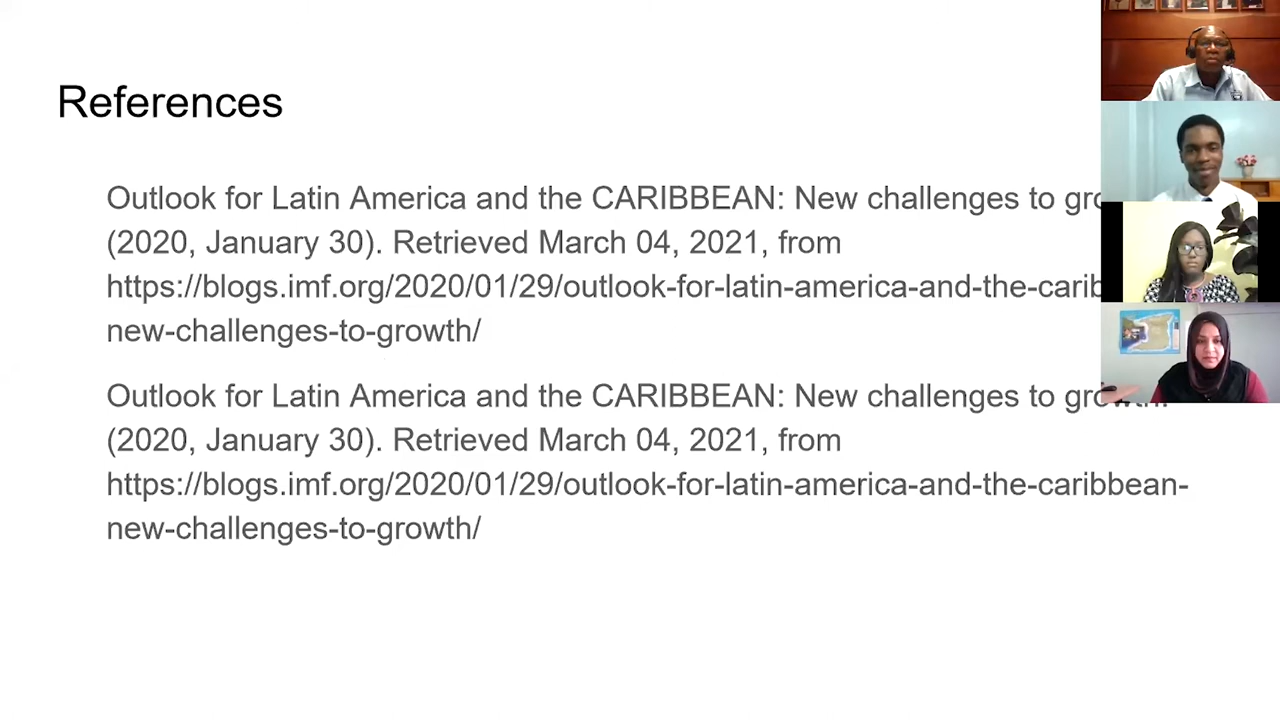 References
Outlook for Latin America and the CARIBBEAN: New challenges to
(2020, January 30). Retrieved March 04, 2021, from
https://blogs.imf.org/2020/01/29/outlook-for-latin-america-and-the-carib
new-challenges-to-growth/
Outlook for Latin America and the CARIBBEAN: New challenges to growth.
(2020, January 30). Retrieved March 04, 2021, from
https://blogs.imf.org/2020/01/29/outlook-for-latin-america-and-the-caribbean-
new-challenges-to-growth/